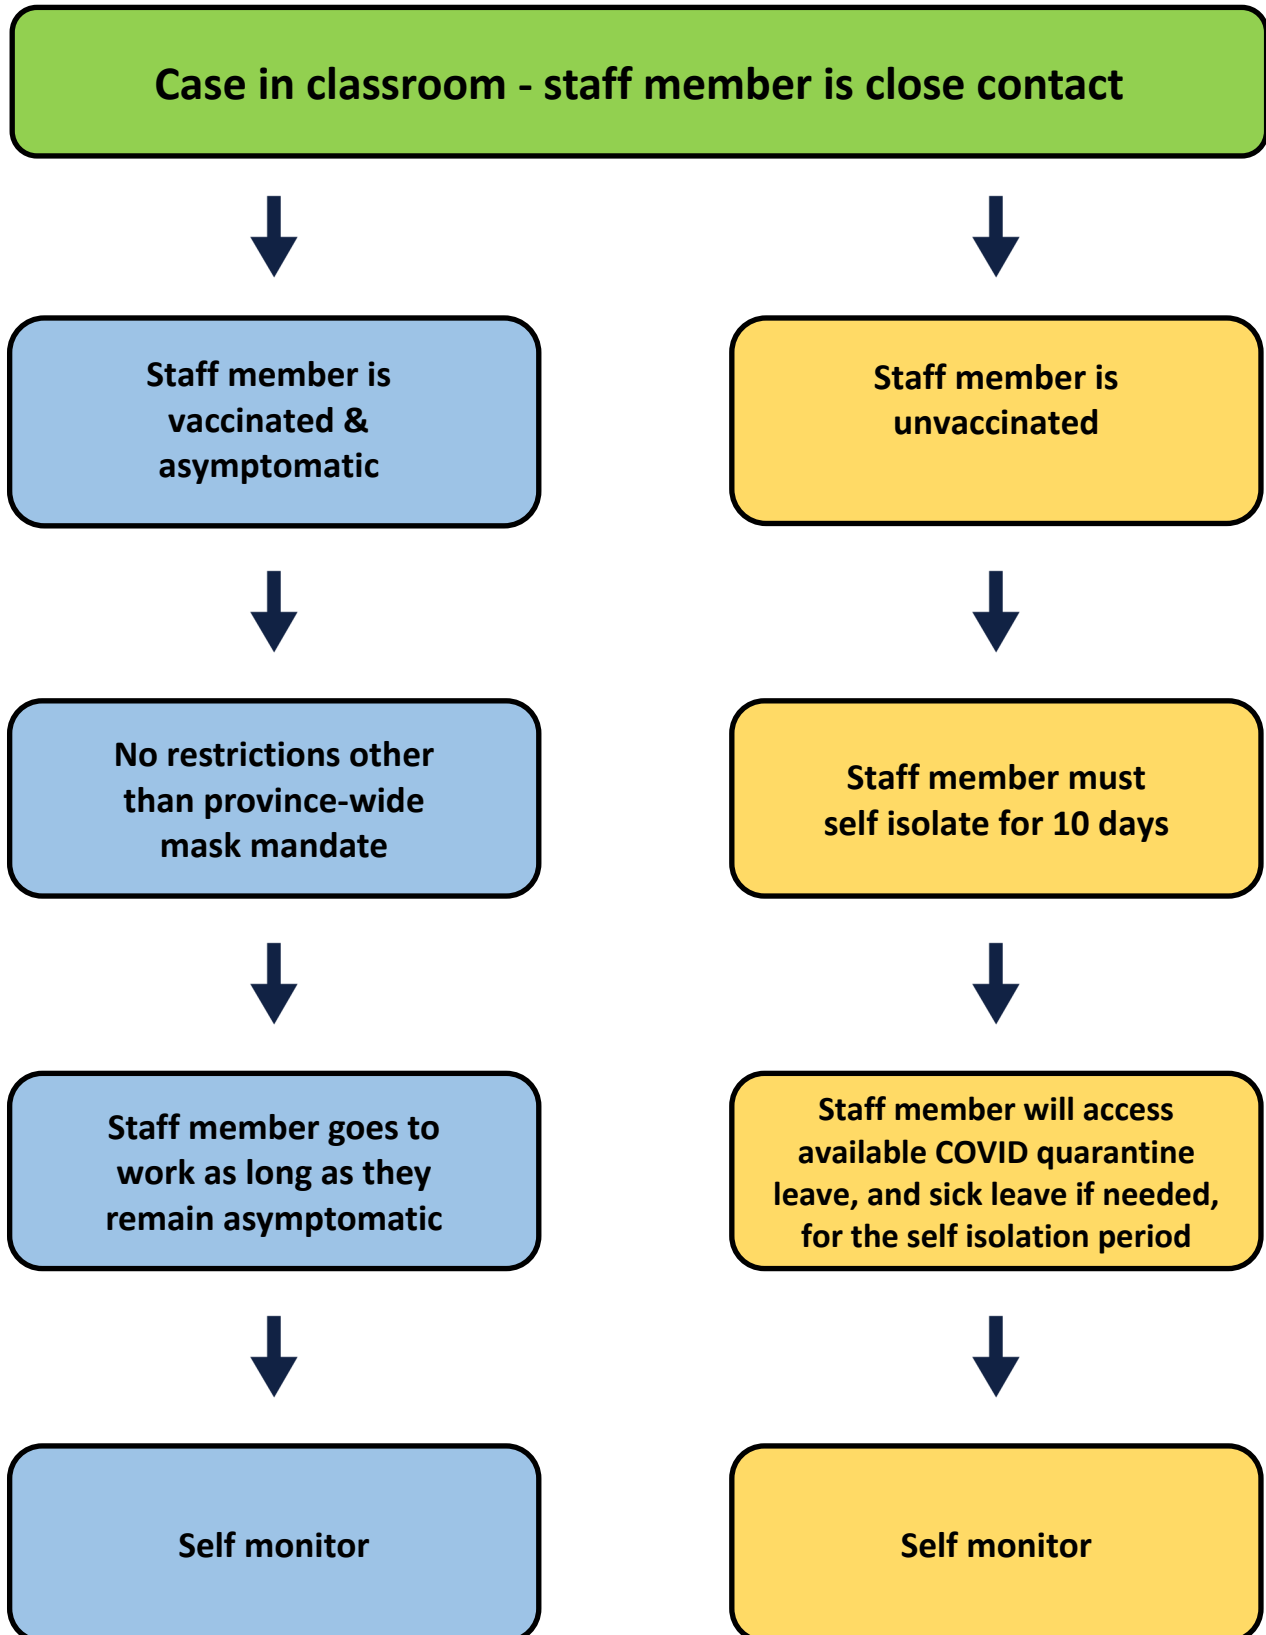 Case in classroom - staff member is close contact
Staff member is
vaccinated &
asymptomatic
Staff member is
unvaccinated
No restrictions other
than province-wide
mask mandate
Staff member must
self isolate for 10 days
Staff member goes to
work as long as they
remain asymptomatic
Staff member will access
available COVID quarantine
leave, and sick leave if needed,
for the self isolation period
Self monitor
Self monitor